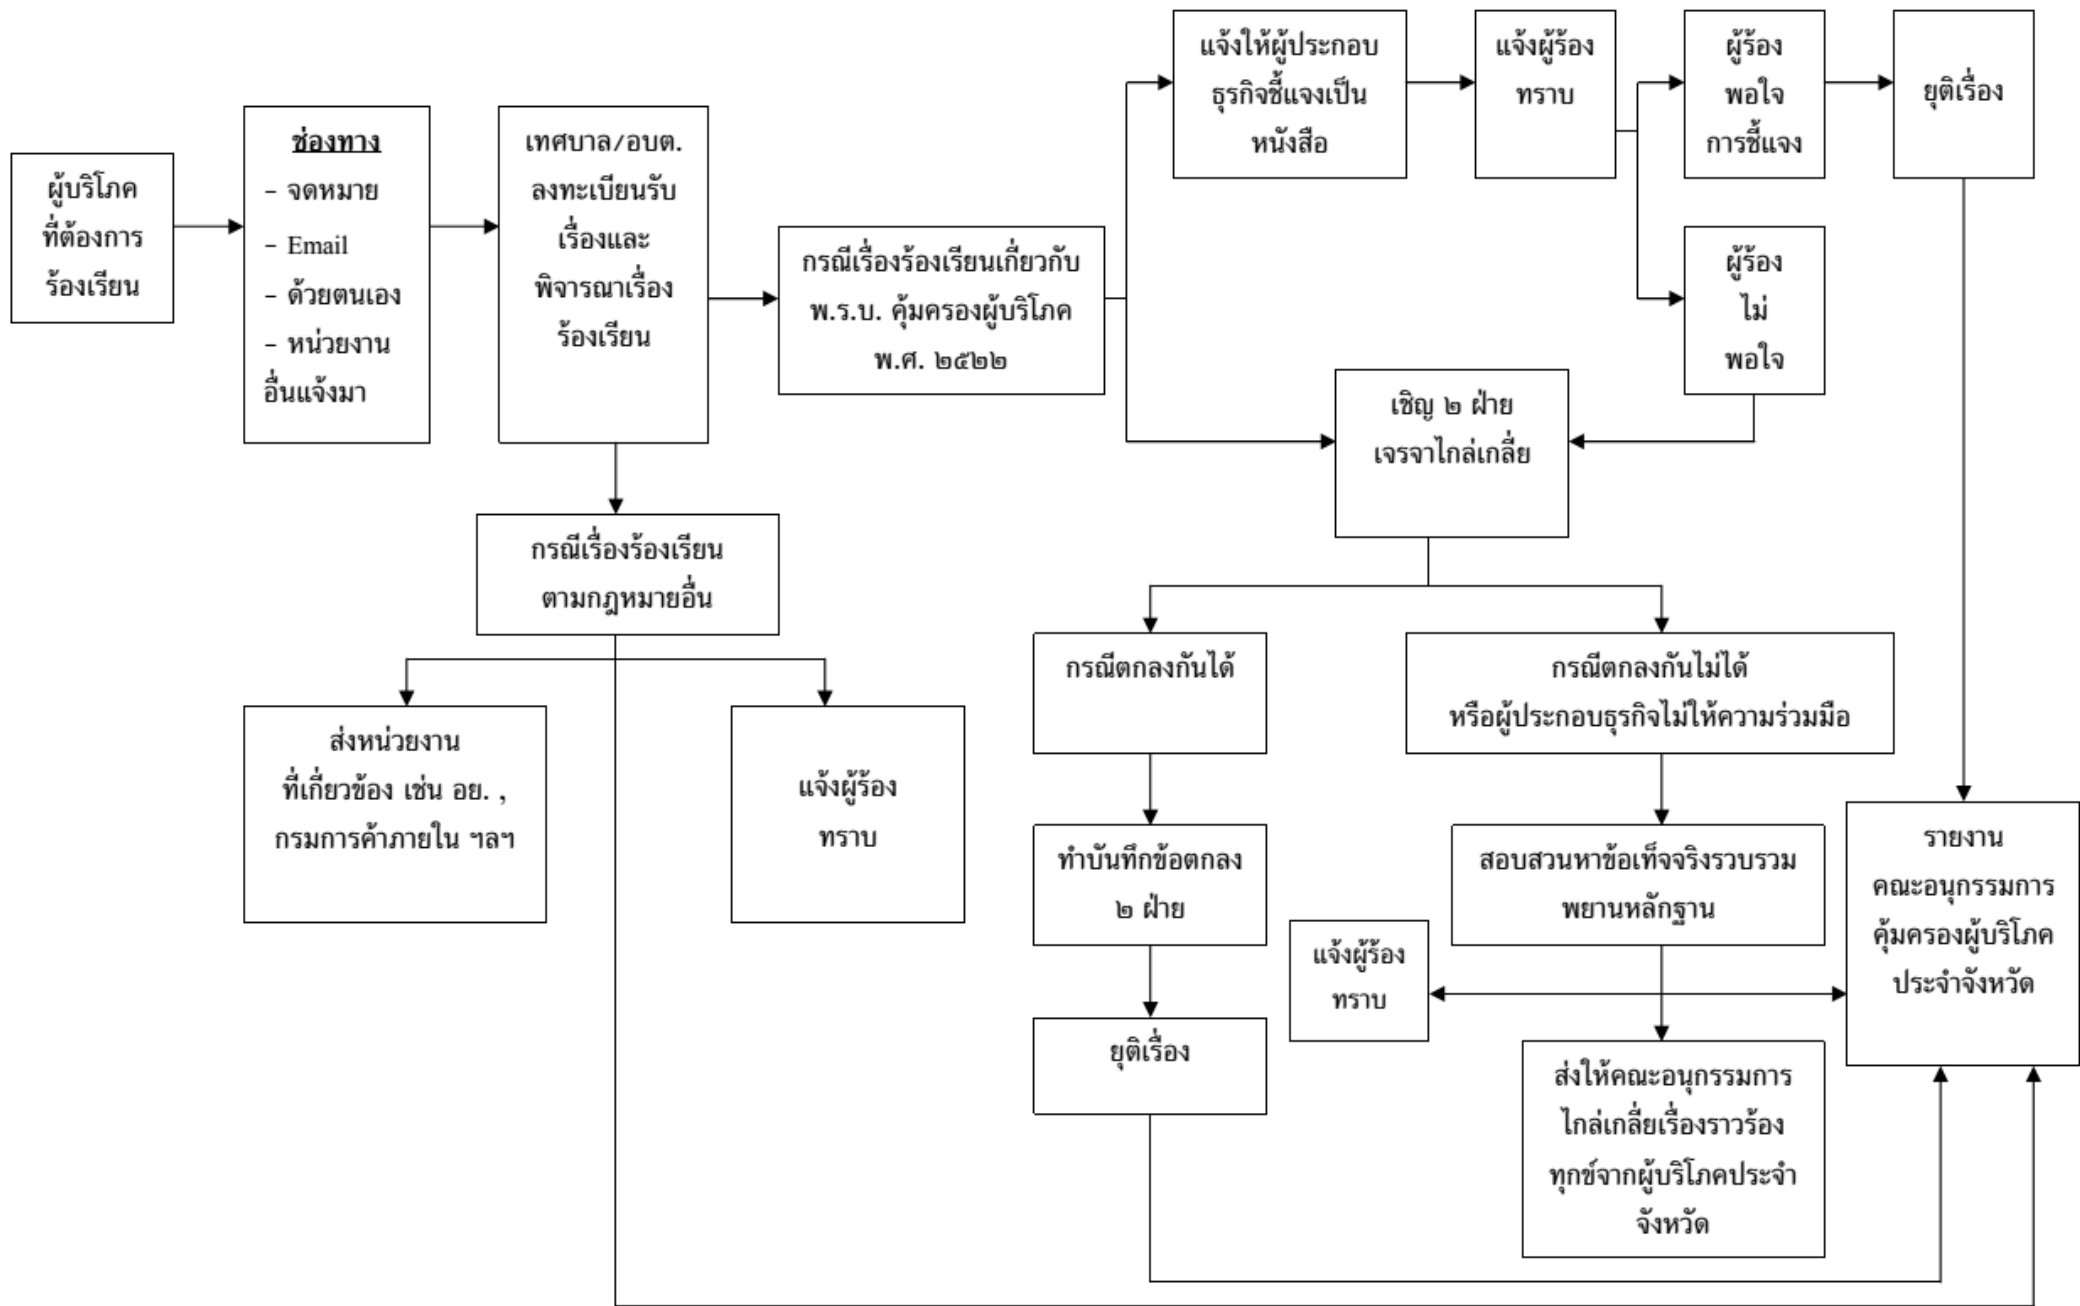 ผู้บริโภค
ที่ต้องการ
ร้องเรียน
ช่องทาง
- จดหมาย
- Email
- ด้วยตนเอง
- หน่วยงาน
อื่นแจ้งมา
เทศบาล/อบต.
ลงทะเบียนรับ
เรื่องและ
พิจารณาเรื่อง
ร้องเรียน
กรณีเรื่องร้องเรียนเกี่ยวกับ
พ.ร.บ. คุ้มครองผู้บริโภค
พ.ศ. ๒๕๒๒
แจ้งให้ผู้ประกอบ
ธุรกิจชี้แจงเป็น
หนังสือ
แจ้งผู้ร้อง
ทราบ
ผู้ร้อง
พอใจ
การชี้แจง
ยุติเรื่อง
ผู้ร้อง
ไม่
พอใจ
เชิญ ๒ ฝ่าย
เจรจาไกล่เกลี่ย
กรณีเรื่องร้องเรียน
ตามกฎหมายอื่น
ส่งหน่วยงาน
ที่เกี่ยวข้อง เช่น อย. ,
กรมการค้าภายใน ฯลฯ
แจ้งผู้ร้อง
ทราบ
กรณีตกลงกันได้
กรณีตกลงกันไม่ได้
หรือผู้ประกอบธุรกิจไม่ให้ความร่วมมือ
ทำบันทึกข้อตกลง
๒ ฝ่าย
สอบสวนหาข้อเท็จจริงรวบรวม
พยานหลักฐาน
แจ้งผู้ร้อง
ทราบ
รายงาน
คณะอนุกรรมการ
คุ้มครองผู้บริโภค
ประจำจังหวัด
ยุติเรื่อง
ส่งให้คณะอนุกรรมการ
ไกล่เกลี่ยเรื่องราวร้อง
ทุกข์จากผู้บริโภคประจำ
จังหวัด